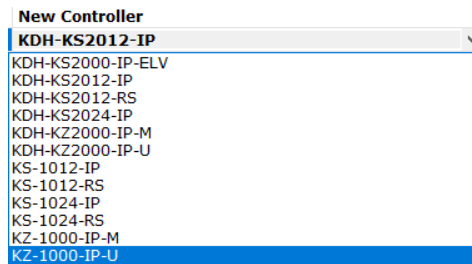 New Controller
KDH-KS2012-IP
KDH-KS2000-IP-ELV
KDH-KS2012-IP
KDH-KS2012-RS
KDH-KS2024-IP
KDH-KZ2000-IP-M
KDH-KZ2000-IP-U
KS-1012-IP
KS-1012-RS
KS-1024-IP
KS-1024-RS
KZ-1000-IP-M
KZ-1000-IP-U